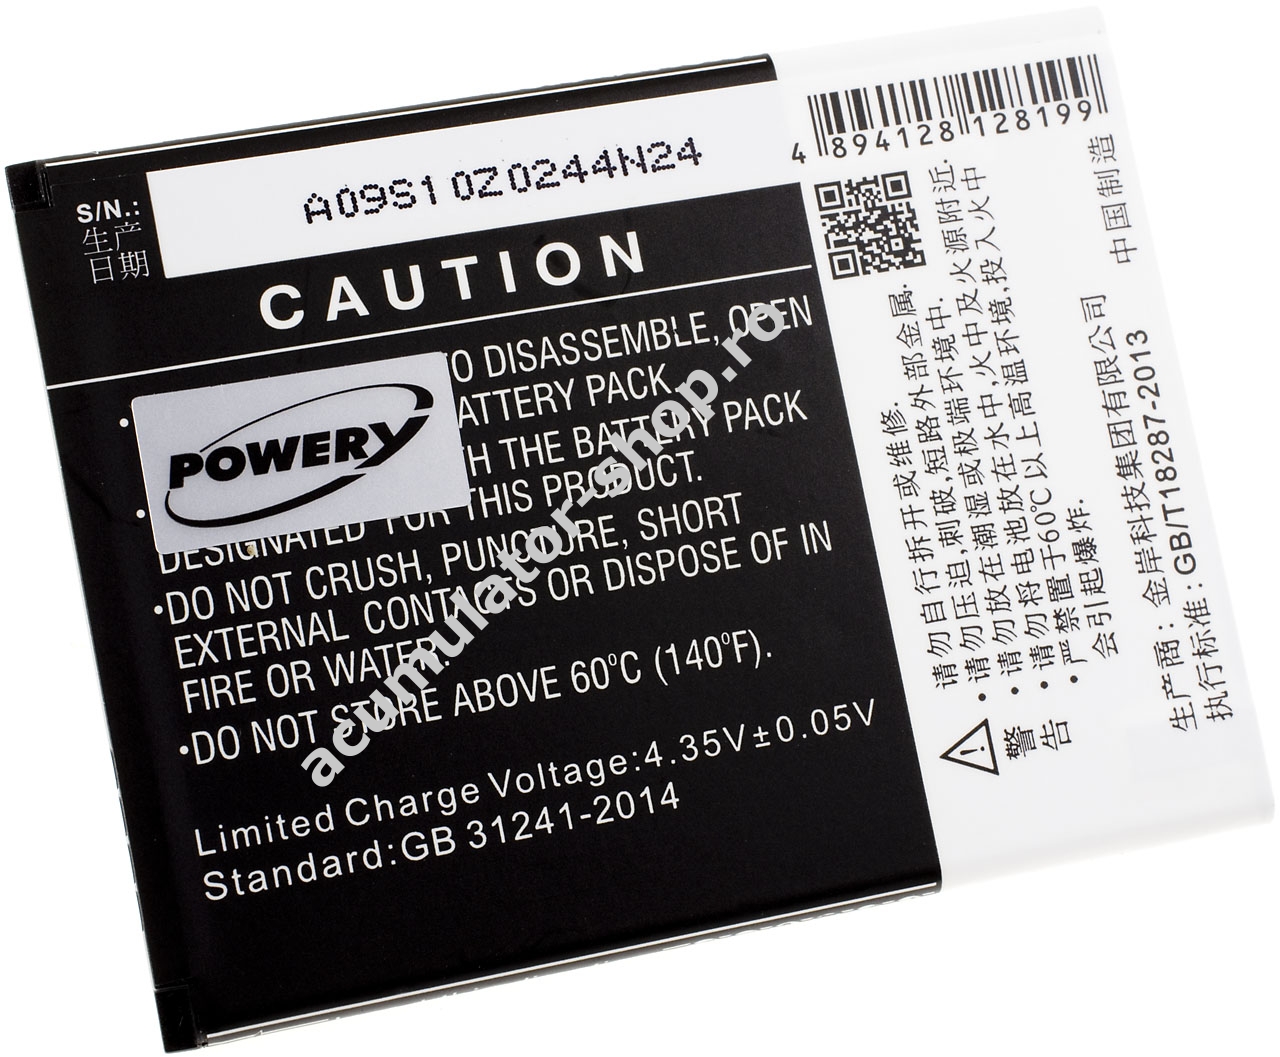 S/N.:
生产
日期
A09S10Z0244N24
CAUTION
O DISASSEMBLE, OPEN
ATTERY PACK.
H THE BATTERY PACK
DESIGNATED FOR THIS PRODUCT.
•DO NOT CRUSH, PUNCTURE, SHORT
EXTERNAL CONTACTS OR DISPOSE OF IN
FIRE OR WATER.
•DO NOT STORE ABOVE 60°C (140°F).
Limited Charge Voltage:4.35V±0.05V
Standard:GB 31241-2014
POWERY
acumulator-shop.ro
4 894128 128199
中国制造
警告
请勿自行拆开或维修.
请勿压迫,刺破,短路外部金属.
•请勿放在潮湿或极端环境中.
•请勿将电池放在水中,火中及火源附近.
•严禁置于60℃以上高温环境,投入火中
会引起爆炸.
生产商:金岸科技集团有限公司
执行标准:GB/T18287-2013